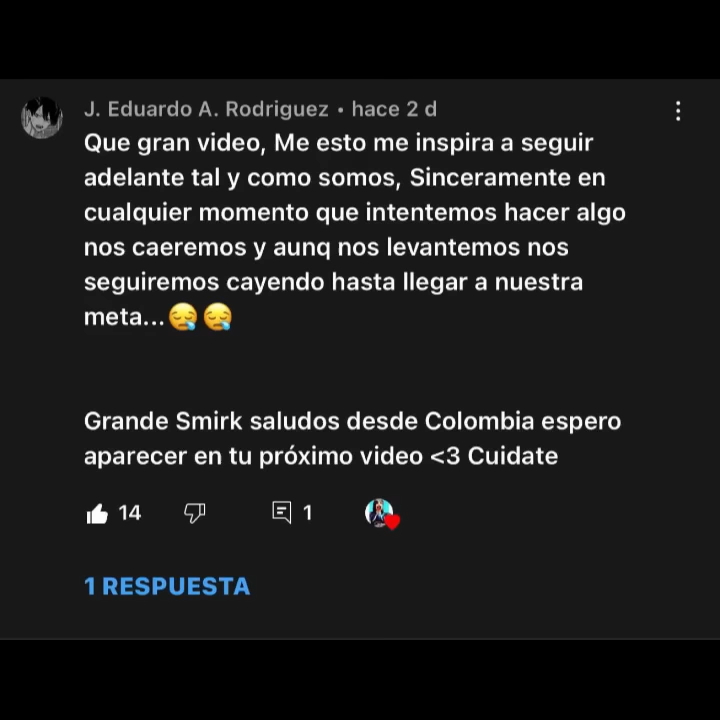 J. Eduardo A. Rodriguez • hace 2 d
Que gran video, Me esto me inspira a seguir
adelante tal y como somos, Sinceramente en
cualquier momento que intentemos hacer algo
nos caeremos y aunq nos levantemos nos
seguiremos cayendo hasta llegar a nuestra
meta...😪😪
Grande Smirk saludos desde Colombia espero
aparecer en tu próximo video <3 Cuidate
14 1
1 RESPUESTA